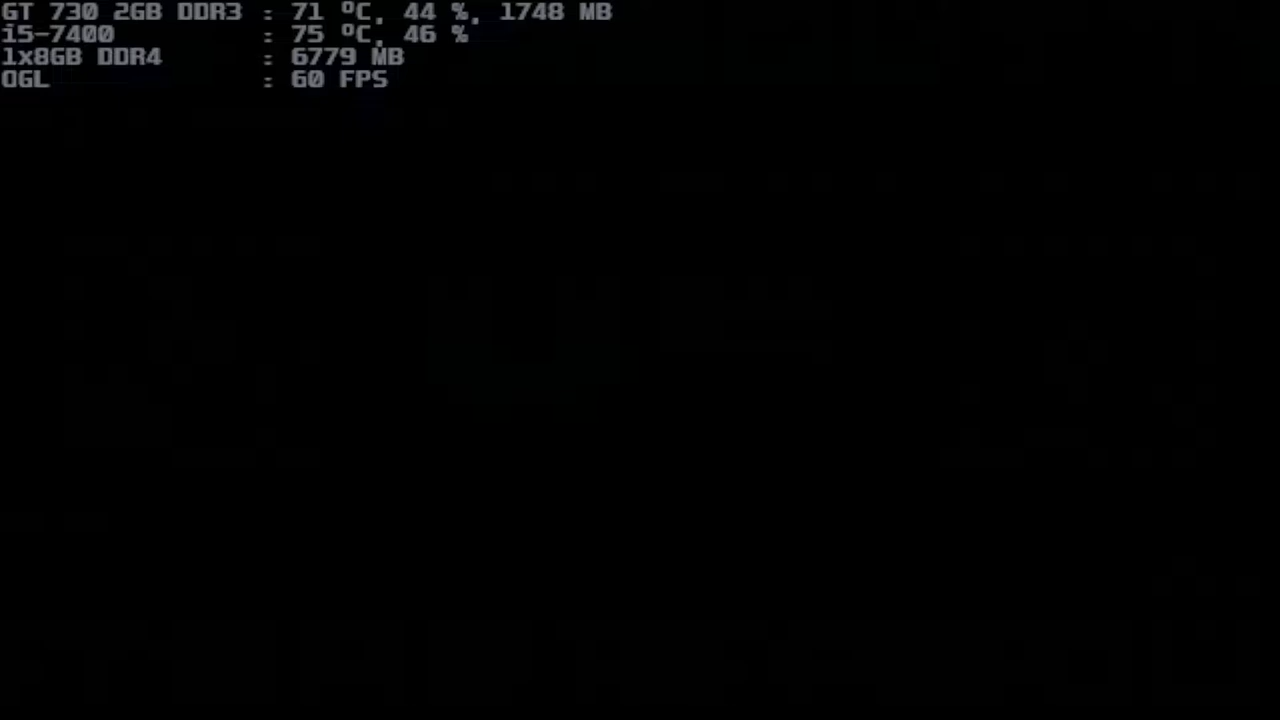 GT 730 2GB DDR3 : 71 ºC, 44 %, 1748 MB
i5-7400 : 75 ºC, 46 %
1x8GB DDR4 : 6779 MB
OGL : 60 FPS